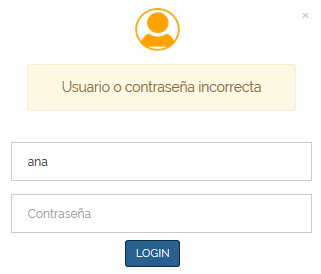 ×
Usuario o contraseña incorrecta
ana
Contraseña
LOGIN